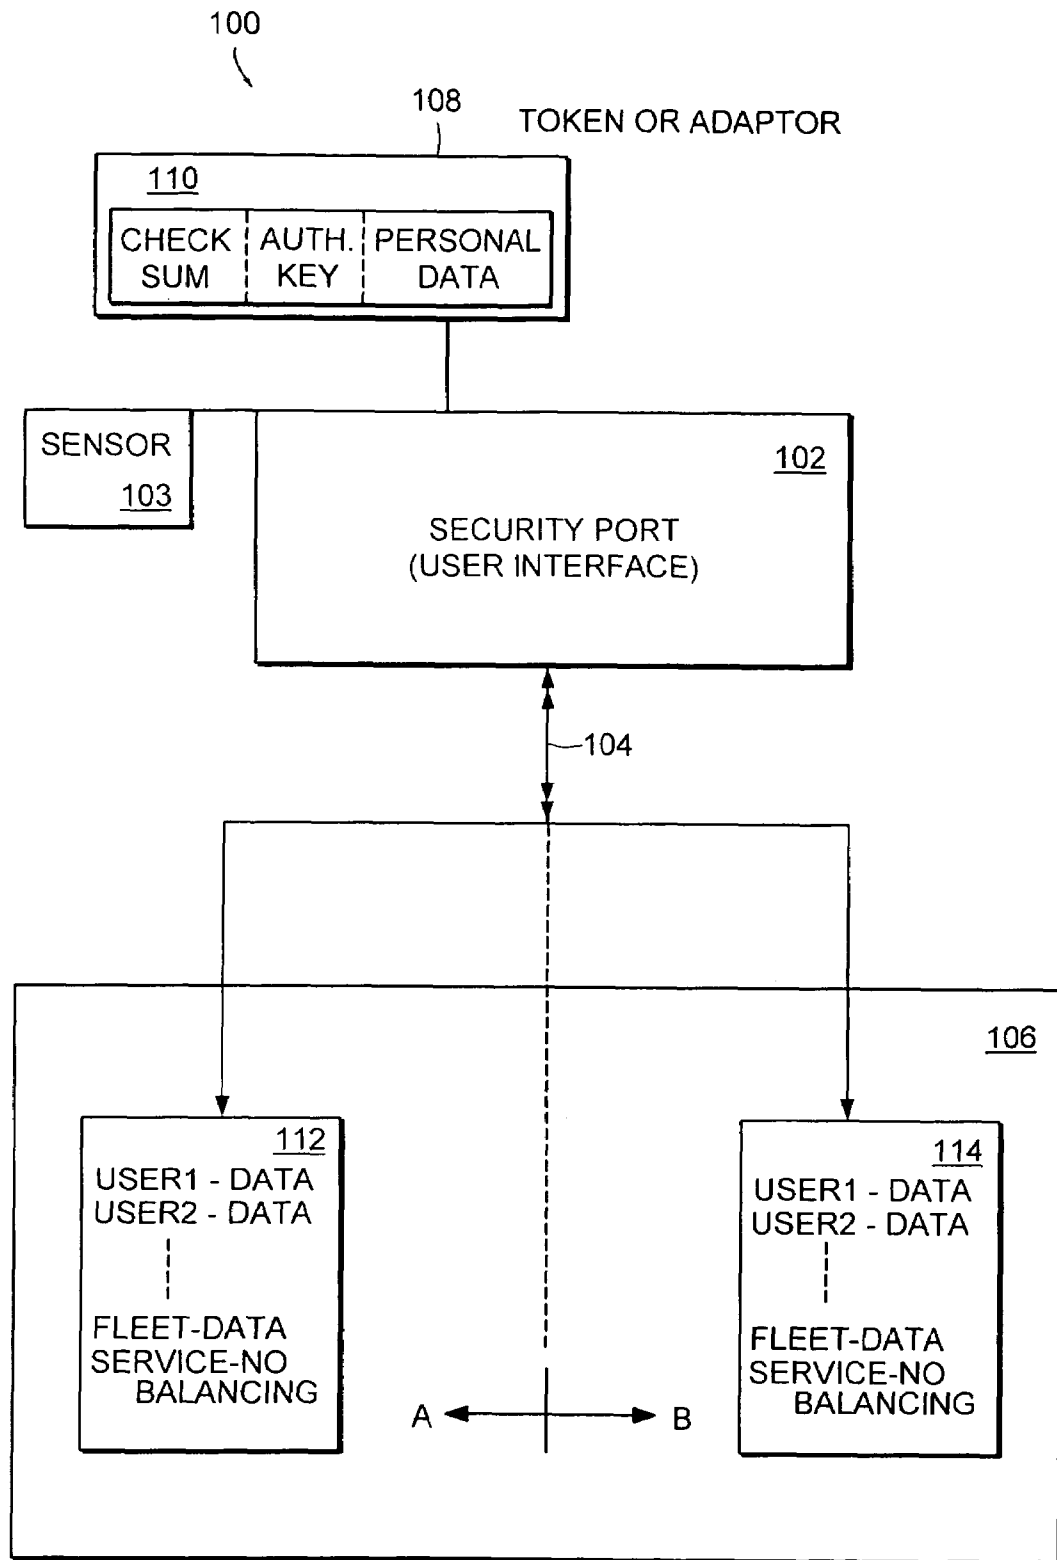 100
108
TOKEN OR ADAPTOR
110
CHECK SUM
AUTH. KEY
PERSONAL DATA
SENSOR
103
102
SECURITY PORT
(USER INTERFACE)
104
106
112
USER1 - DATA
USER2 - DATA
FLEET-DATA
SERVICE-NO
BALANCING
114
USER1 - DATA
USER2 - DATA
FLEET-DATA
SERVICE-NO
BALANCING
A
B